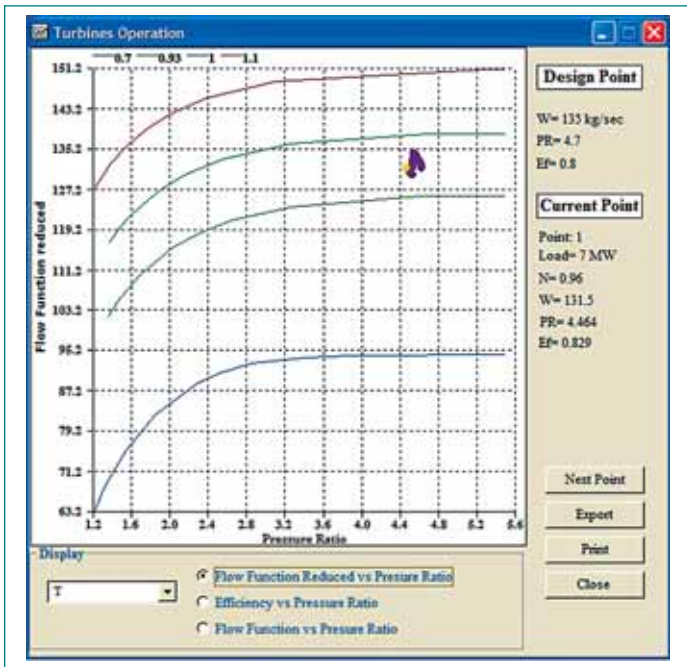 Turbines Operation
0.7 0.93 1 1.1
Design Point
W= 135 kg/sec
PR= 4.7
Ef= 0.8
Current Point
Point: 1
Load= 7 MW
N= 0.96
W= 131.5
PR= 4.464
Ef= 0.829
Flow Function reduced
151.2
143.2
135.2
127.2
119.2
111.2
103.2
95.2
87.2
79.2
71.2
63.2
1.2 1.6 2.0 2.4 2.8 3.2 3.6 4.0 4.4 4.8 5.2 5.6
Pressure Ratio
Next Point
Export
Print
Close
Display
T
Flow Function Reduced vs Presure Ratio
Efficiency vs Pressure Ratio
Flow Function vs Presure Ratio